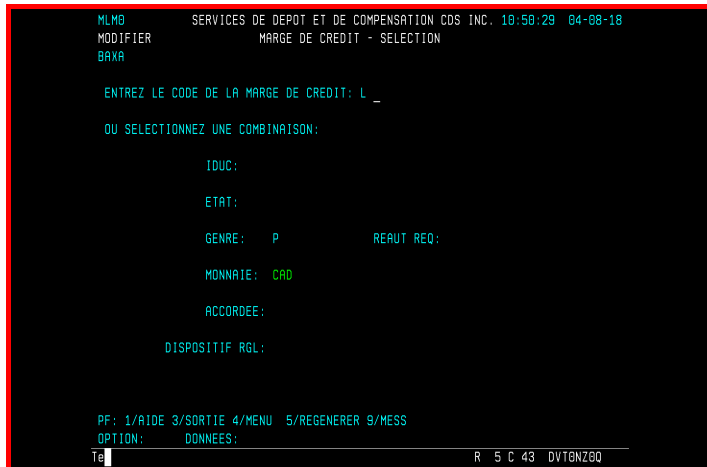 MLM0 SERVICES DE DEPOT ET DE COMPENSATION CDS INC. 10:50:29 04-08-18
MODIFIER MARGE DE CREDIT - SELECTION
BAXA
ENTREZ LE CODE DE LA MARGE DE CREDIT: L _
OU SELECTIONNEZ UNE COMBINAISON:
IDUC:
ETAT:
GENRE: P REAUT REQ:
MONNAIE: CAD
ACCORDEE:
DISPOSITIF RGL:
PF: 1/AIDE 3/SORTIE 4/MENU 5/REGENERER 9/MESS
OPTION: DONNEES:
Te R 5 C 43 DVT0NZ0Q